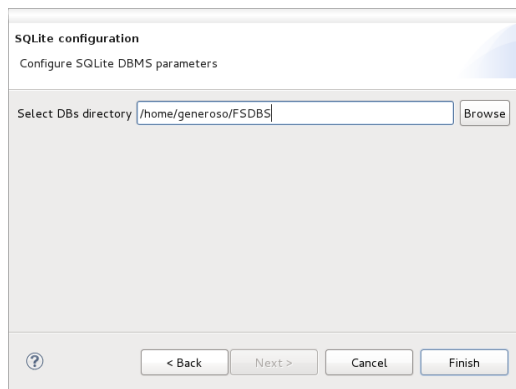 SQLite configuration
Configure SQLite DBMS parameters
Select DBs directory /home/generoso/FSDBS Browse
? < Back Next > Cancel Finish